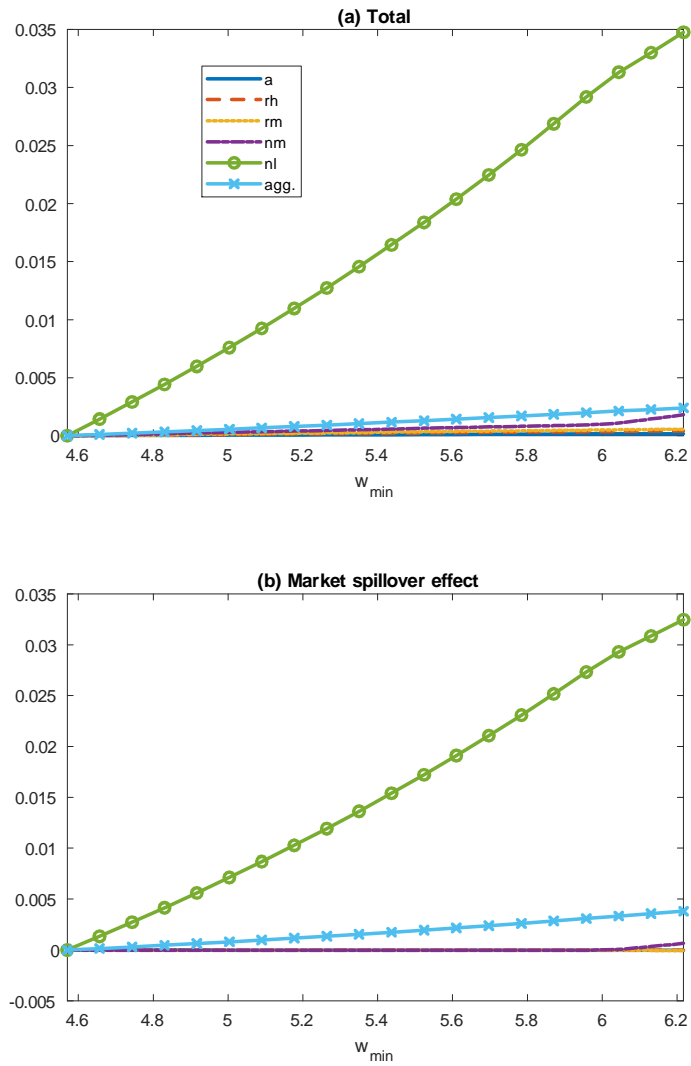 (a) Total
0.035
0.03
0.025
0.02
0.015
0.01
0.005
0
a
rh
rm
nm
nl
agg.
4.6 4.8 5 5.2 5.4 5.6 5.8 6 6.2
w_min
(b) Market spillover effect
0.035
0.03
0.025
0.02
0.015
0.01
0.005
0
-0.005
4.6 4.8 5 5.2 5.4 5.6 5.8 6 6.2
w_min